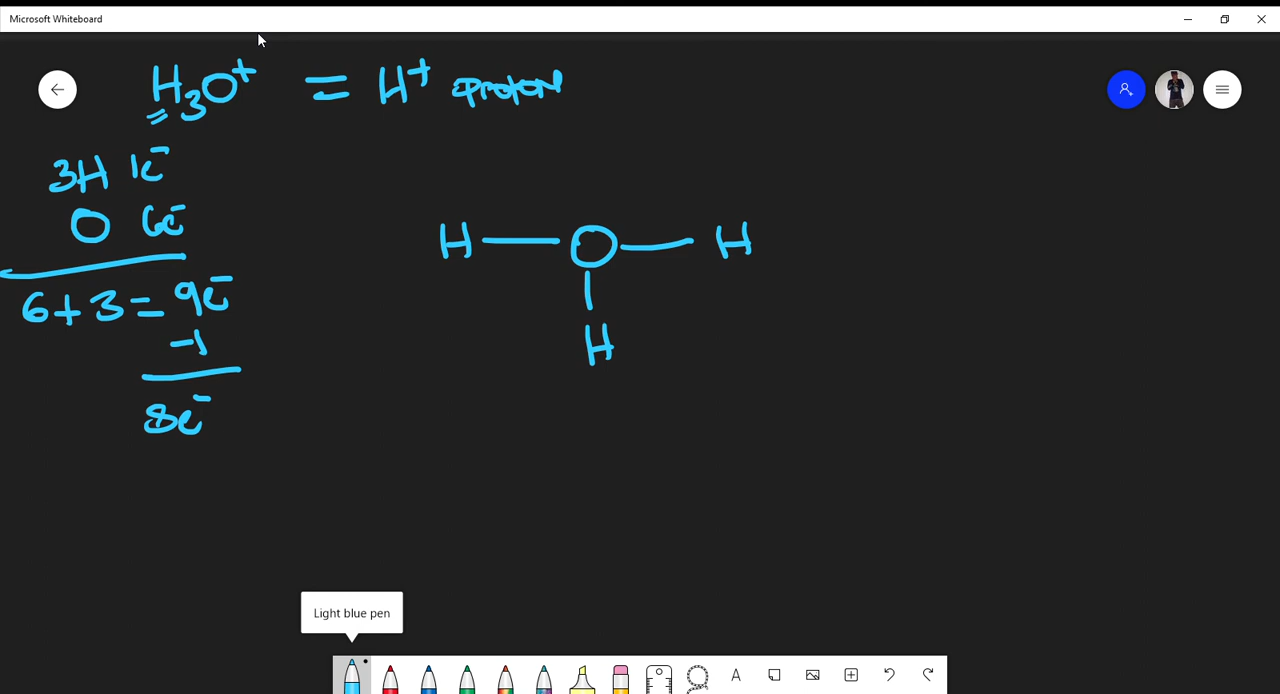 Microsoft Whiteboard
H3O+ = H+ proton
3H 1e-
O 6e-
6+3=9e-
-1
8e-
H—O—H
H
Light blue pen
A